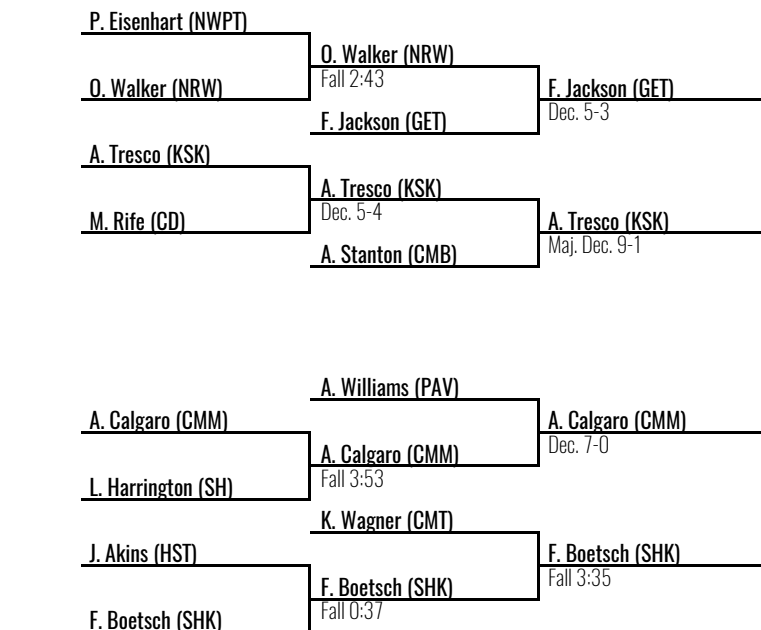 P. Eisenhart (NWPT)
O. Walker (NRW)
Fall 2:43
O. Walker (NRW)
F. Jackson (GET)
Dec. 5-3
F. Jackson (GET)
A. Tresco (KSK)
A. Tresco (KSK)
Dec. 5-4
M. Rife (CD)
A. Tresco (KSK)
Maj. Dec. 9-1
A. Stanton (CMB)
A. Williams (PAV)
A. Calgaro (CMM)
A. Calgaro (CMM)
Dec. 7-0
A. Calgaro (CMM)
Fall 3:53
L. Harrington (SH)
K. Wagner (CMT)
J. Akins (HST)
F. Boetsch (SHK)
Fall 3:35
F. Boetsch (SHK)
Fall 0:37
F. Boetsch (SHK)